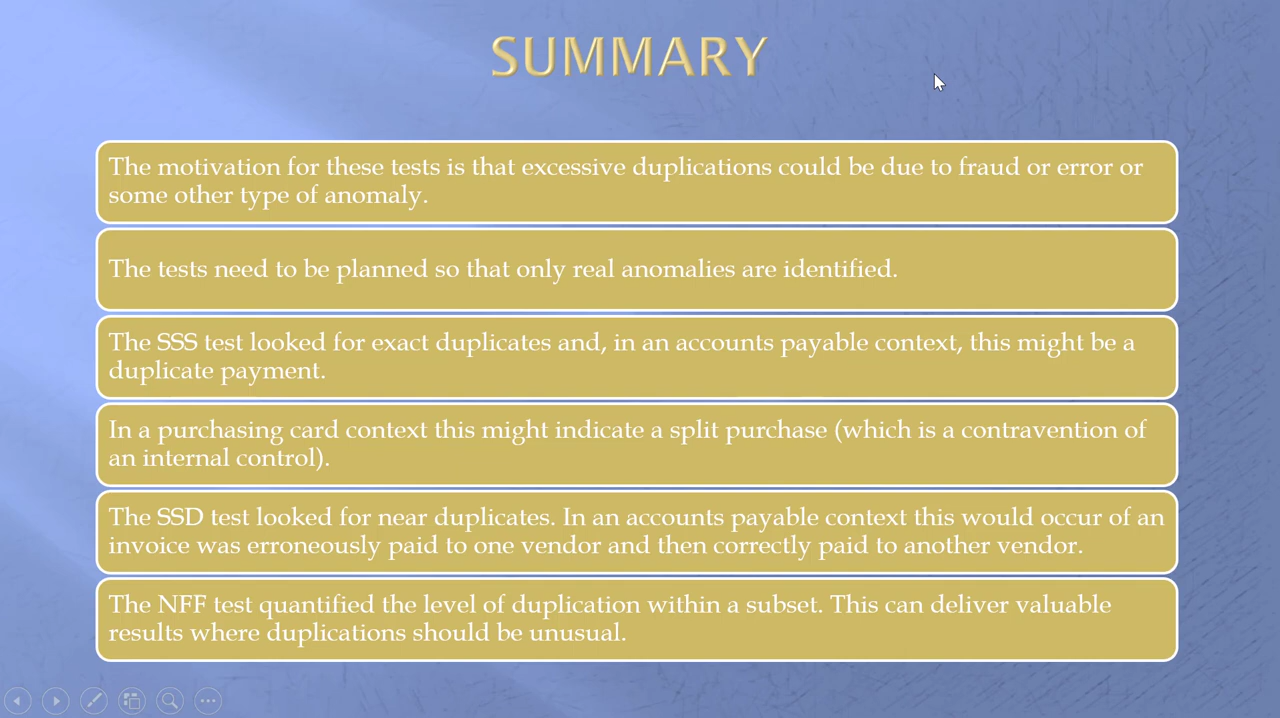 SUMMARY
The motivation for these tests is that excessive duplications could be due to fraud or error or
some other type of anomaly.
The tests need to be planned so that only real anomalies are identified.
The SSS test looked for exact duplicates and, in an accounts payable context, this might be a
duplicate payment.
In a purchasing card context this might indicate a split purchase (which is a contravention of
an internal control).
The SSD test looked for near duplicates. In an accounts payable context this would occur of an
invoice was erroneously paid to one vendor and then correctly paid to another vendor.
The NFF test quantified the level of duplication within a subset. This can deliver valuable
results where duplications should be unusual.